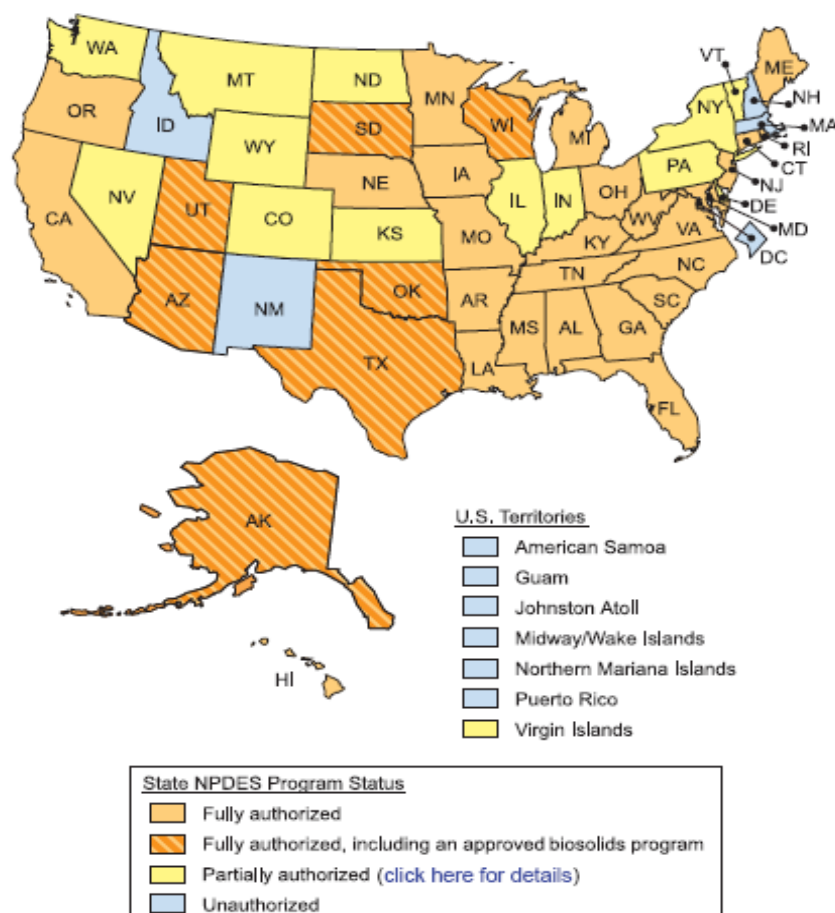 WA
MT
ND
MN
VT
ME
NH
OR
ID
SD
WI
MI
NY
MA
WY
RI
CT
NE
IA
PA
NJ
NV
UT
CO
IL
IN
OH
DE
CA
KS
MO
WV
VA
MD
KY
DC
AZ
NM
OK
AR
TN
NC
SC
MS
AL
GA
TX
LA
FL
AK
HI
U.S. Territories
American Samoa
Guam
Johnston Atoll
Midway/Wake Islands
Northern Mariana Islands
Puerto Rico
Virgin Islands
State NPDES Program Status
Fully authorized
Fully authorized, including an approved biosolids program
Partially authorized (click here for details)
Unauthorized